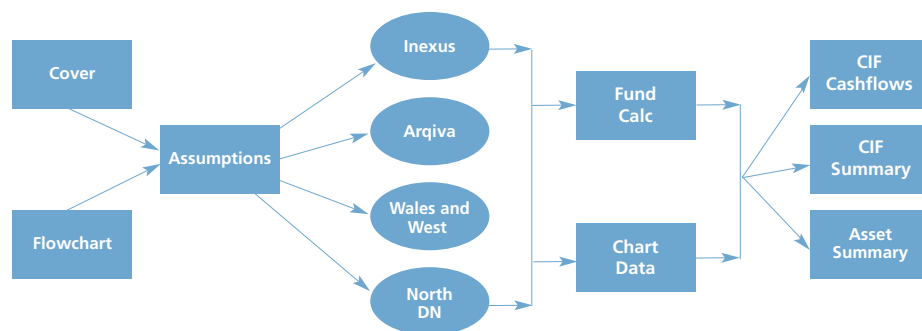 Cover
Flowchart
Assumptions
Inexus
Arqiva
Wales and
West
North
DN
Fund
Calc
Chart
Data
CIF
Cashflows
CIF
Summary
Asset
Summary